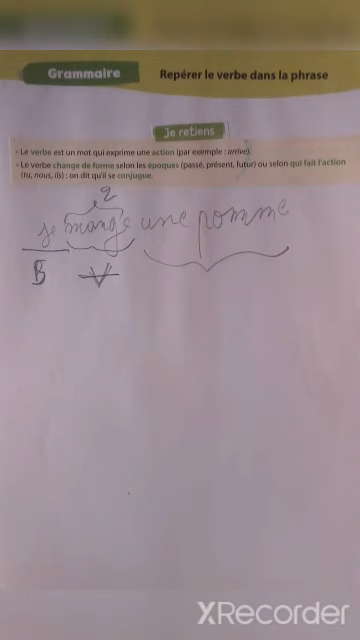 Grammaire Repérer le verbe dans la phrase
Je retiens
• Le verbe est un mot qui exprime une action (par exemple : arrive).
• Le verbe change de forme selon les époques (passé, présent, futur) ou selon qui fait l'action
(tu, nous, ils) : on dit qu'il se conjugue.
2
je mange une pomme
B V
XRecorder